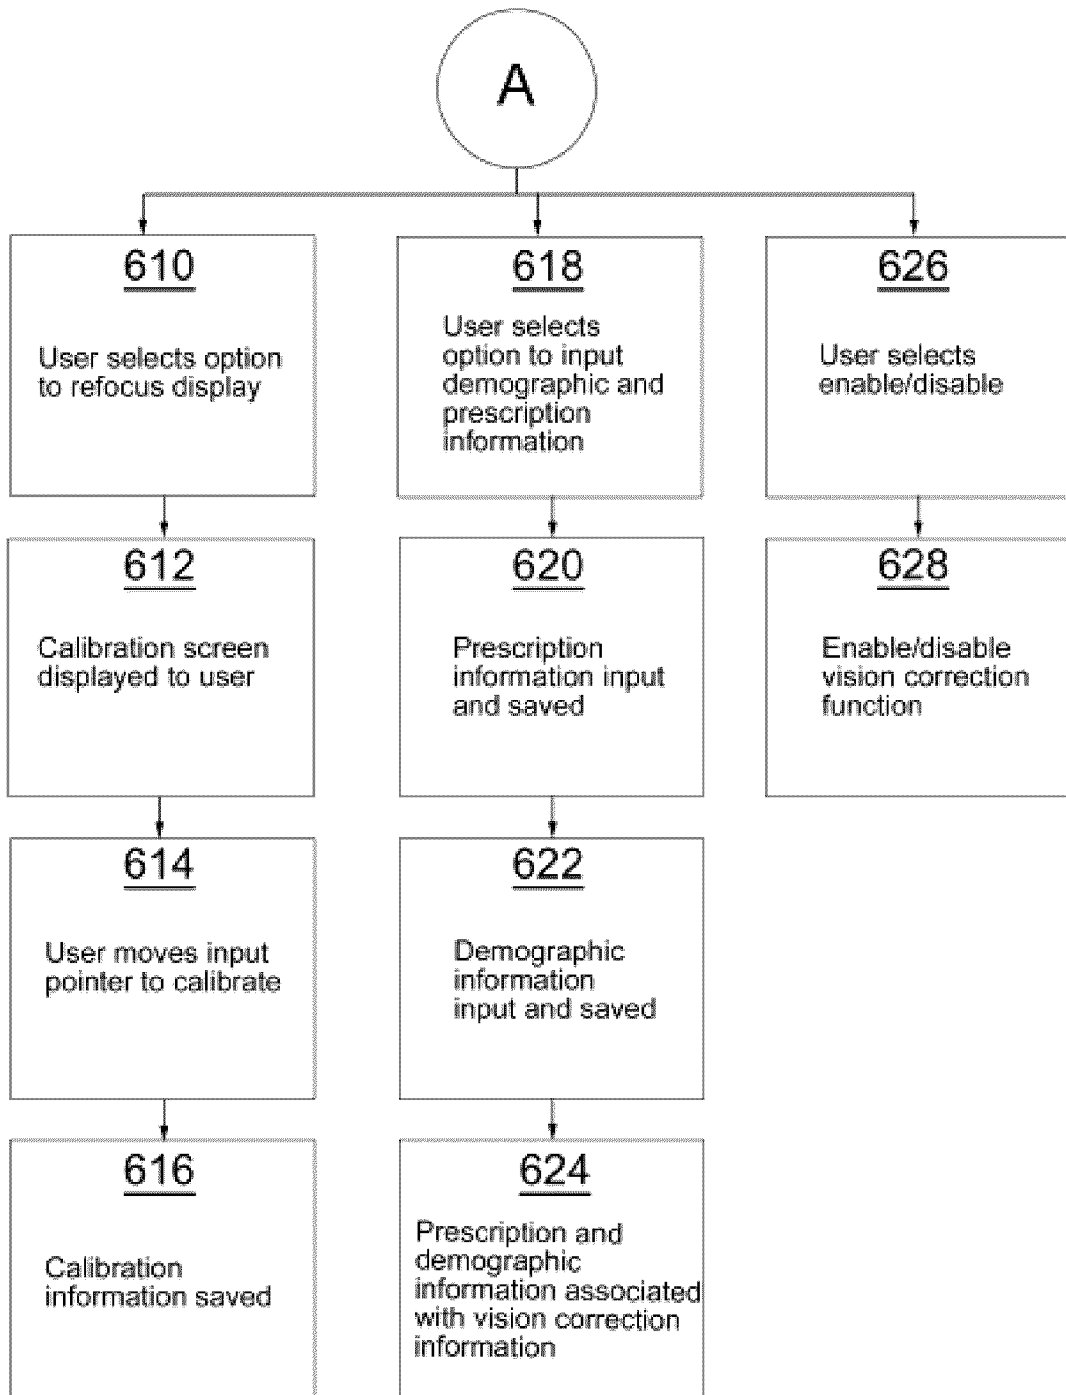 A
610
User selects option
to refocus display
612
Calibration screen
displayed to user
614
User moves input
pointer to calibrate
616
Calibration
information saved
618
User selects
option to input
demographic and
prescription
information
620
Prescription
information input
and saved
622
Demographic
information
input and saved
624
Prescription and
demographic
information associated
with vision correction
information
626
User selects
enable/disable
628
Enable/disable
vision correction
function